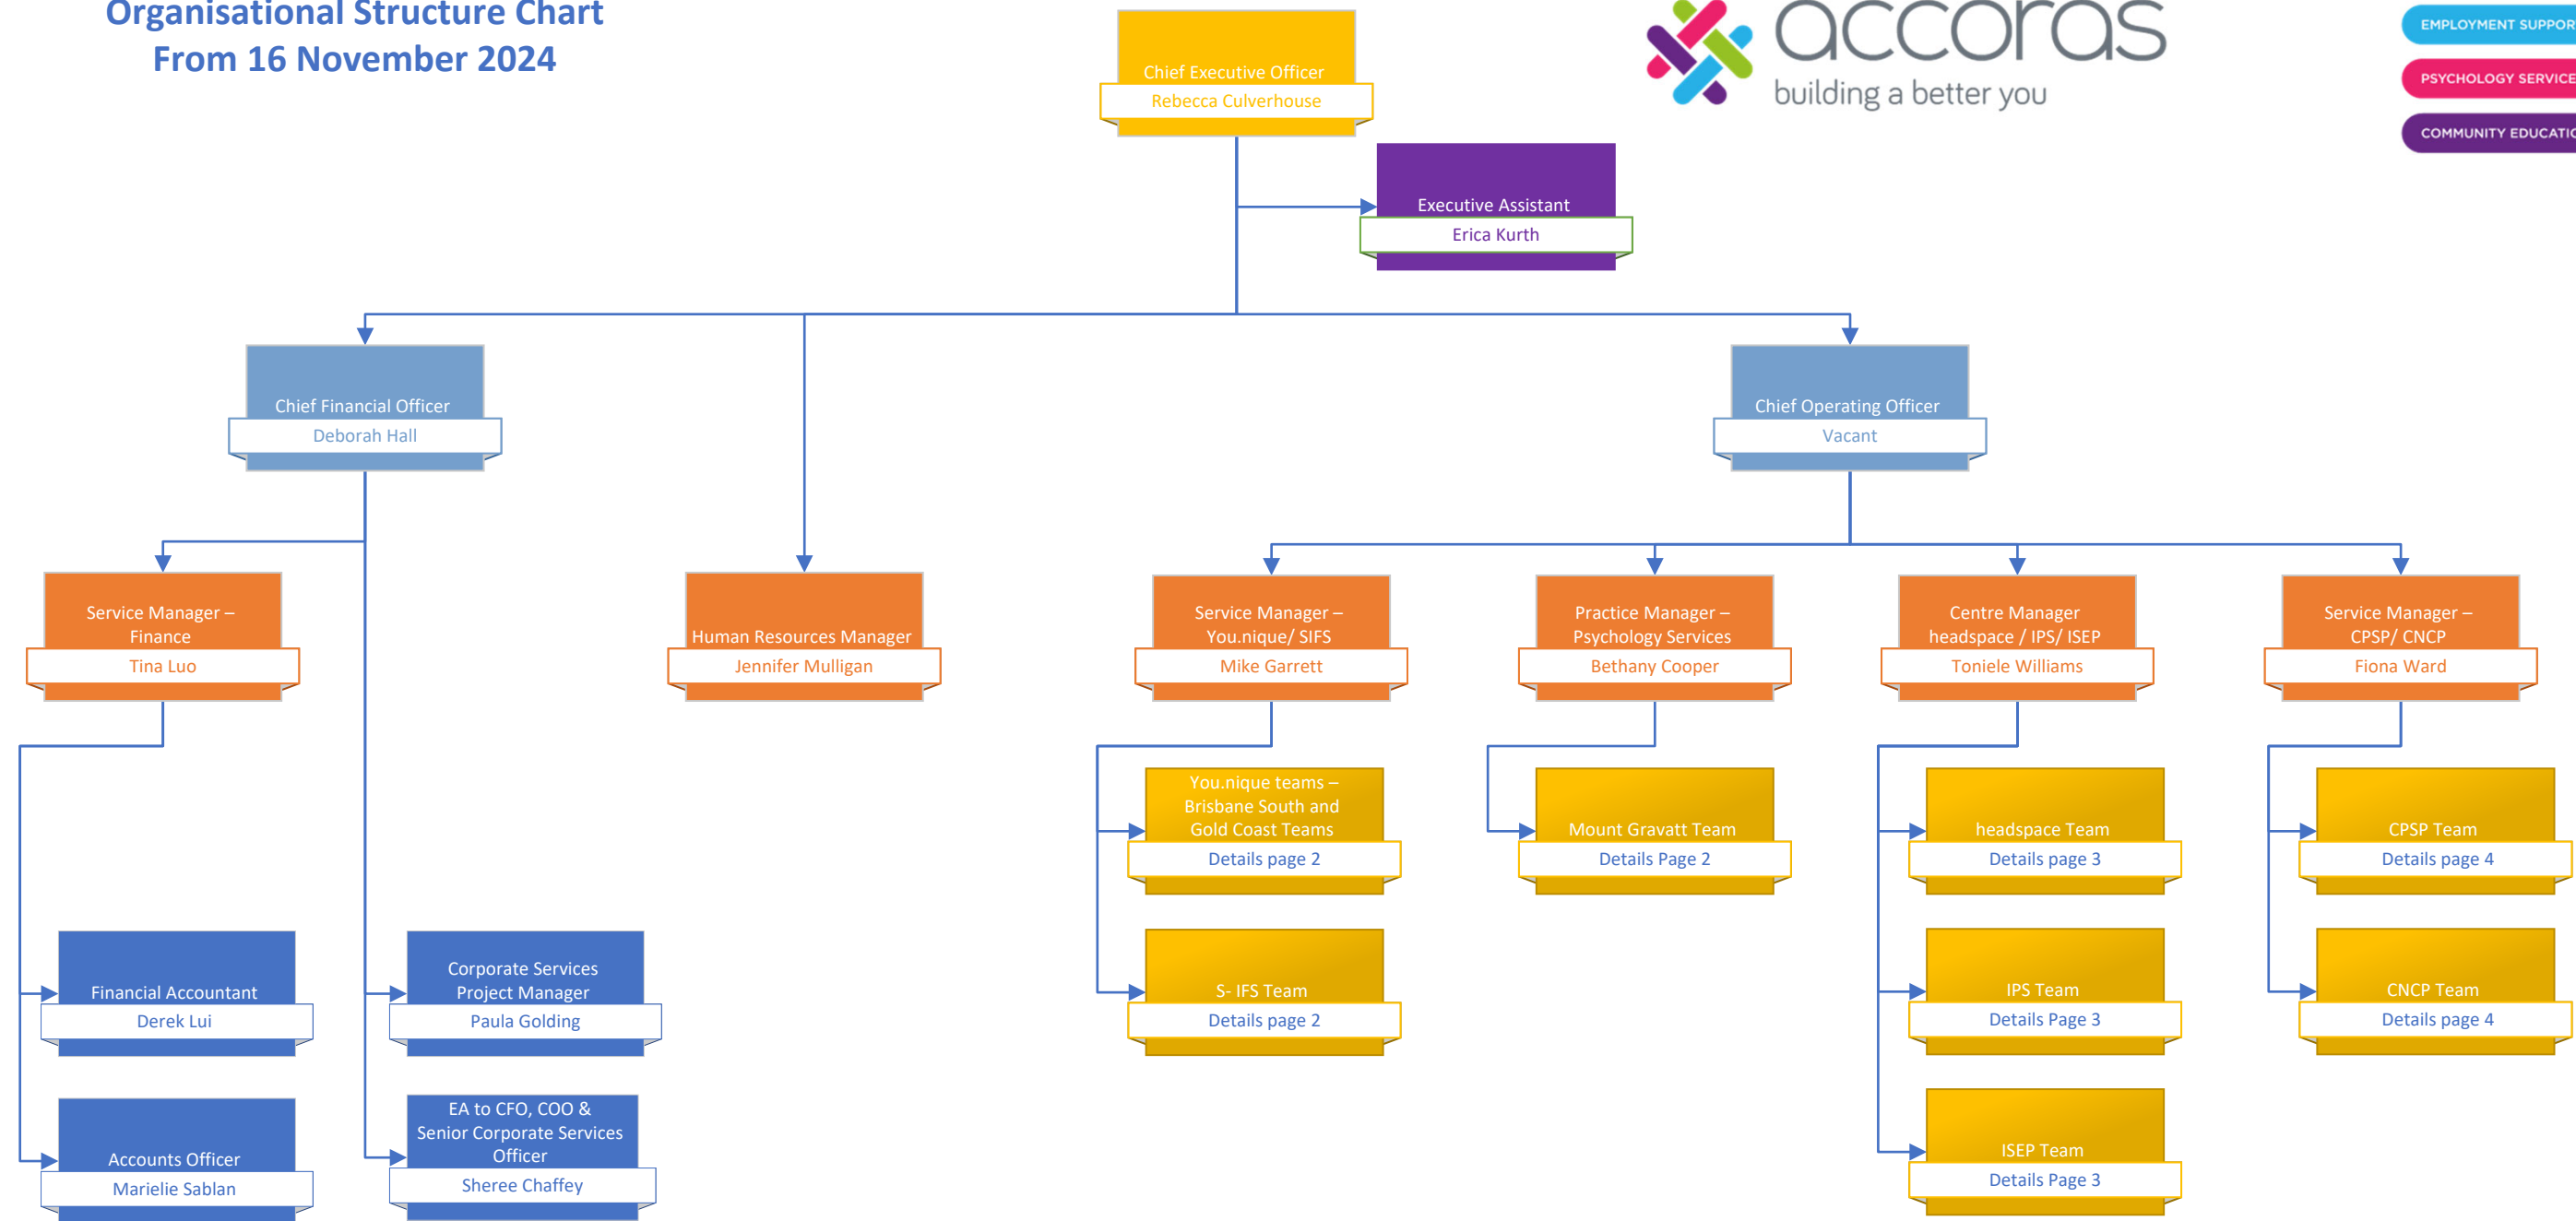 Organisational Structure Chart
From 16 November 2024
accoras
building a better you
EMPLOYMENT SUPPOR
PSYCHOLOGY SERVICE
COMMUNITY EDUCATIO
Chief Executive Officer
Rebecca Culverhouse
Executive Assistant
Erica Kurth
Chief Financial Officer
Deborah Hall
Chief Operating Officer
Vacant
Service Manager –
Finance
Tina Luo
Human Resources Manager
Jennifer Mulligan
Service Manager –
You.nique/ SIFS
Mike Garrett
Practice Manager –
Psychology Services
Bethany Cooper
Centre Manager
headspace / IPS/ ISEP
Toniele Williams
Service Manager –
CPSP/ CNCP
Fiona Ward
You.nique teams –
Brisbane South and
Gold Coast Teams
Details page 2
Mount Gravatt Team
Details Page 2
headspace Team
Details page 3
CPSP Team
Details page 4
Financial Accountant
Derek Lui
Corporate Services
Project Manager
Paula Golding
S- IFS Team
Details page 2
IPS Team
Details Page 3
CNCP Team
Details page 4
Accounts Officer
Marielie Sablan
EA to CFO, COO &
Senior Corporate Services
Officer
Sheree Chaffey
ISEP Team
Details Page 3